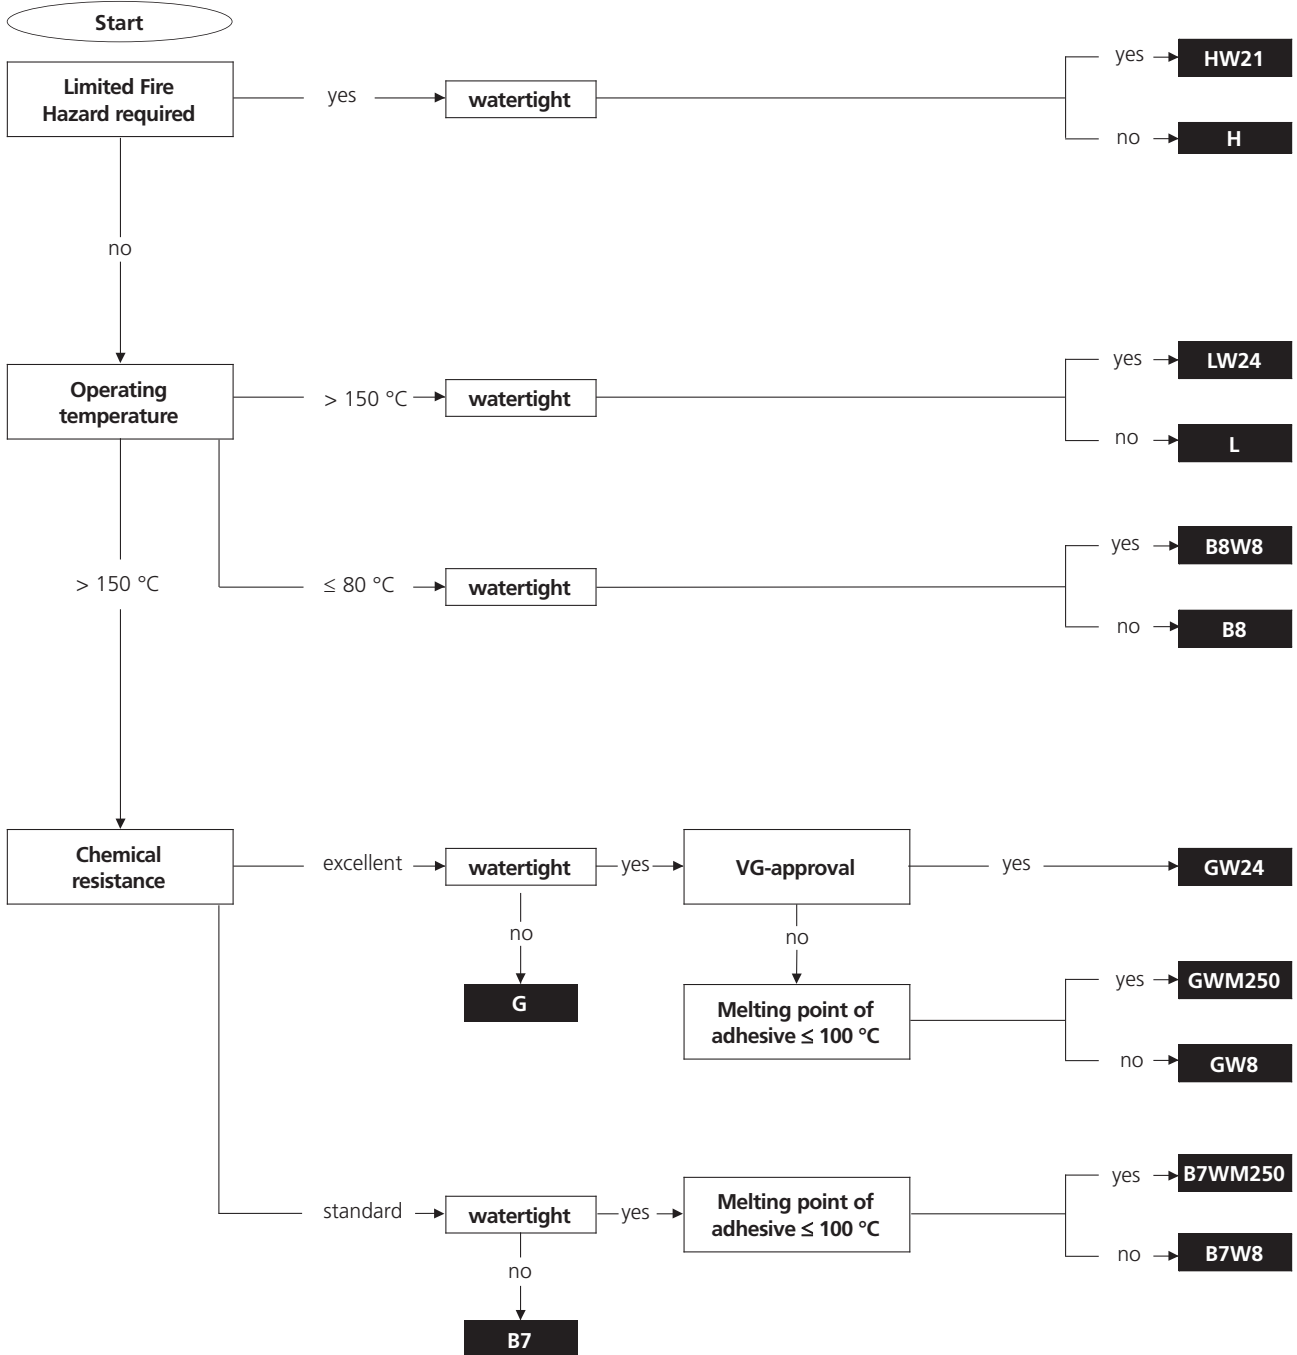 Start
Limited Fire
Hazard required
yes
watertight
yes
HW21
no
H
no
Operating
temperature
> 150 °C
watertight
yes
LW24
no
L
> 150 °C
≤ 80 °C
watertight
yes
B8W8
no
B8
Chemical
resistance
excellent
watertight
yes
VG-approval
yes
GW24
no
G
no
Melting point of
adhesive ≤ 100 °C
yes
GWM250
no
GW8
standard
watertight
yes
Melting point of
adhesive ≤ 100 °C
yes
B7WM250
no
B7W8
no
B7